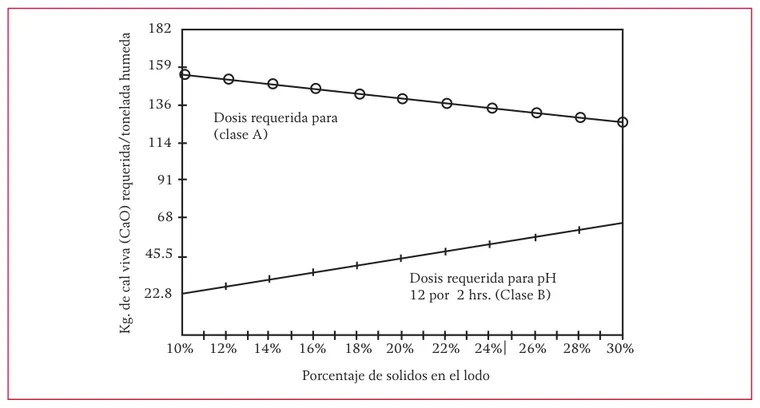 Kg. de cal viva (CaO) requerida/tonelada humeda
182
159
136
114
91
68
45.5
22.8
Dosis requerida para
(clase A)
Dosis requerida para pH
12 por 2 hrs. (Clase B)
10% 12% 14% 16% 18% 20% 22% 24% 26% 28% 30%
Porcentaje de solidos en el lodo